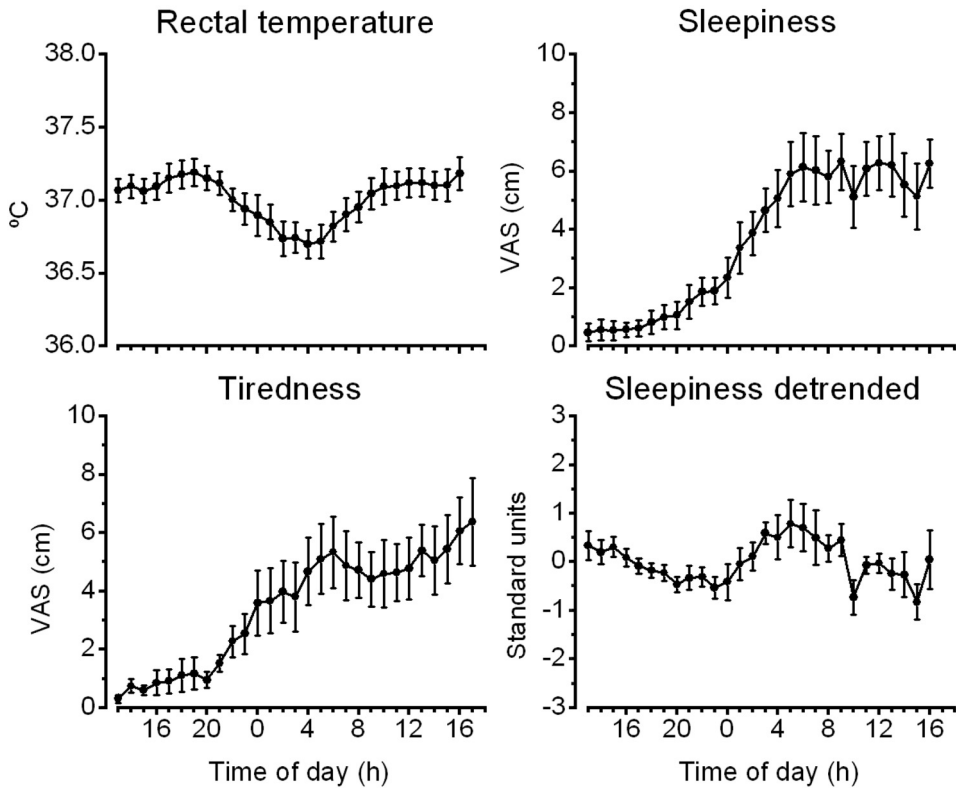 Rectal temperature
38.0
37.5
37.0
36.5
36.0
ºC
Sleepiness
10
8
6
4
2
0
VAS (cm)
Tiredness
10
8
6
4
2
0
VAS (cm)
16 20 0 4 8 12 16
Time of day (h)
Sleepiness detrended
3
2
1
0
-1
-2
-3
Standard units
16 20 0 4 8 12 16
Time of day (h)